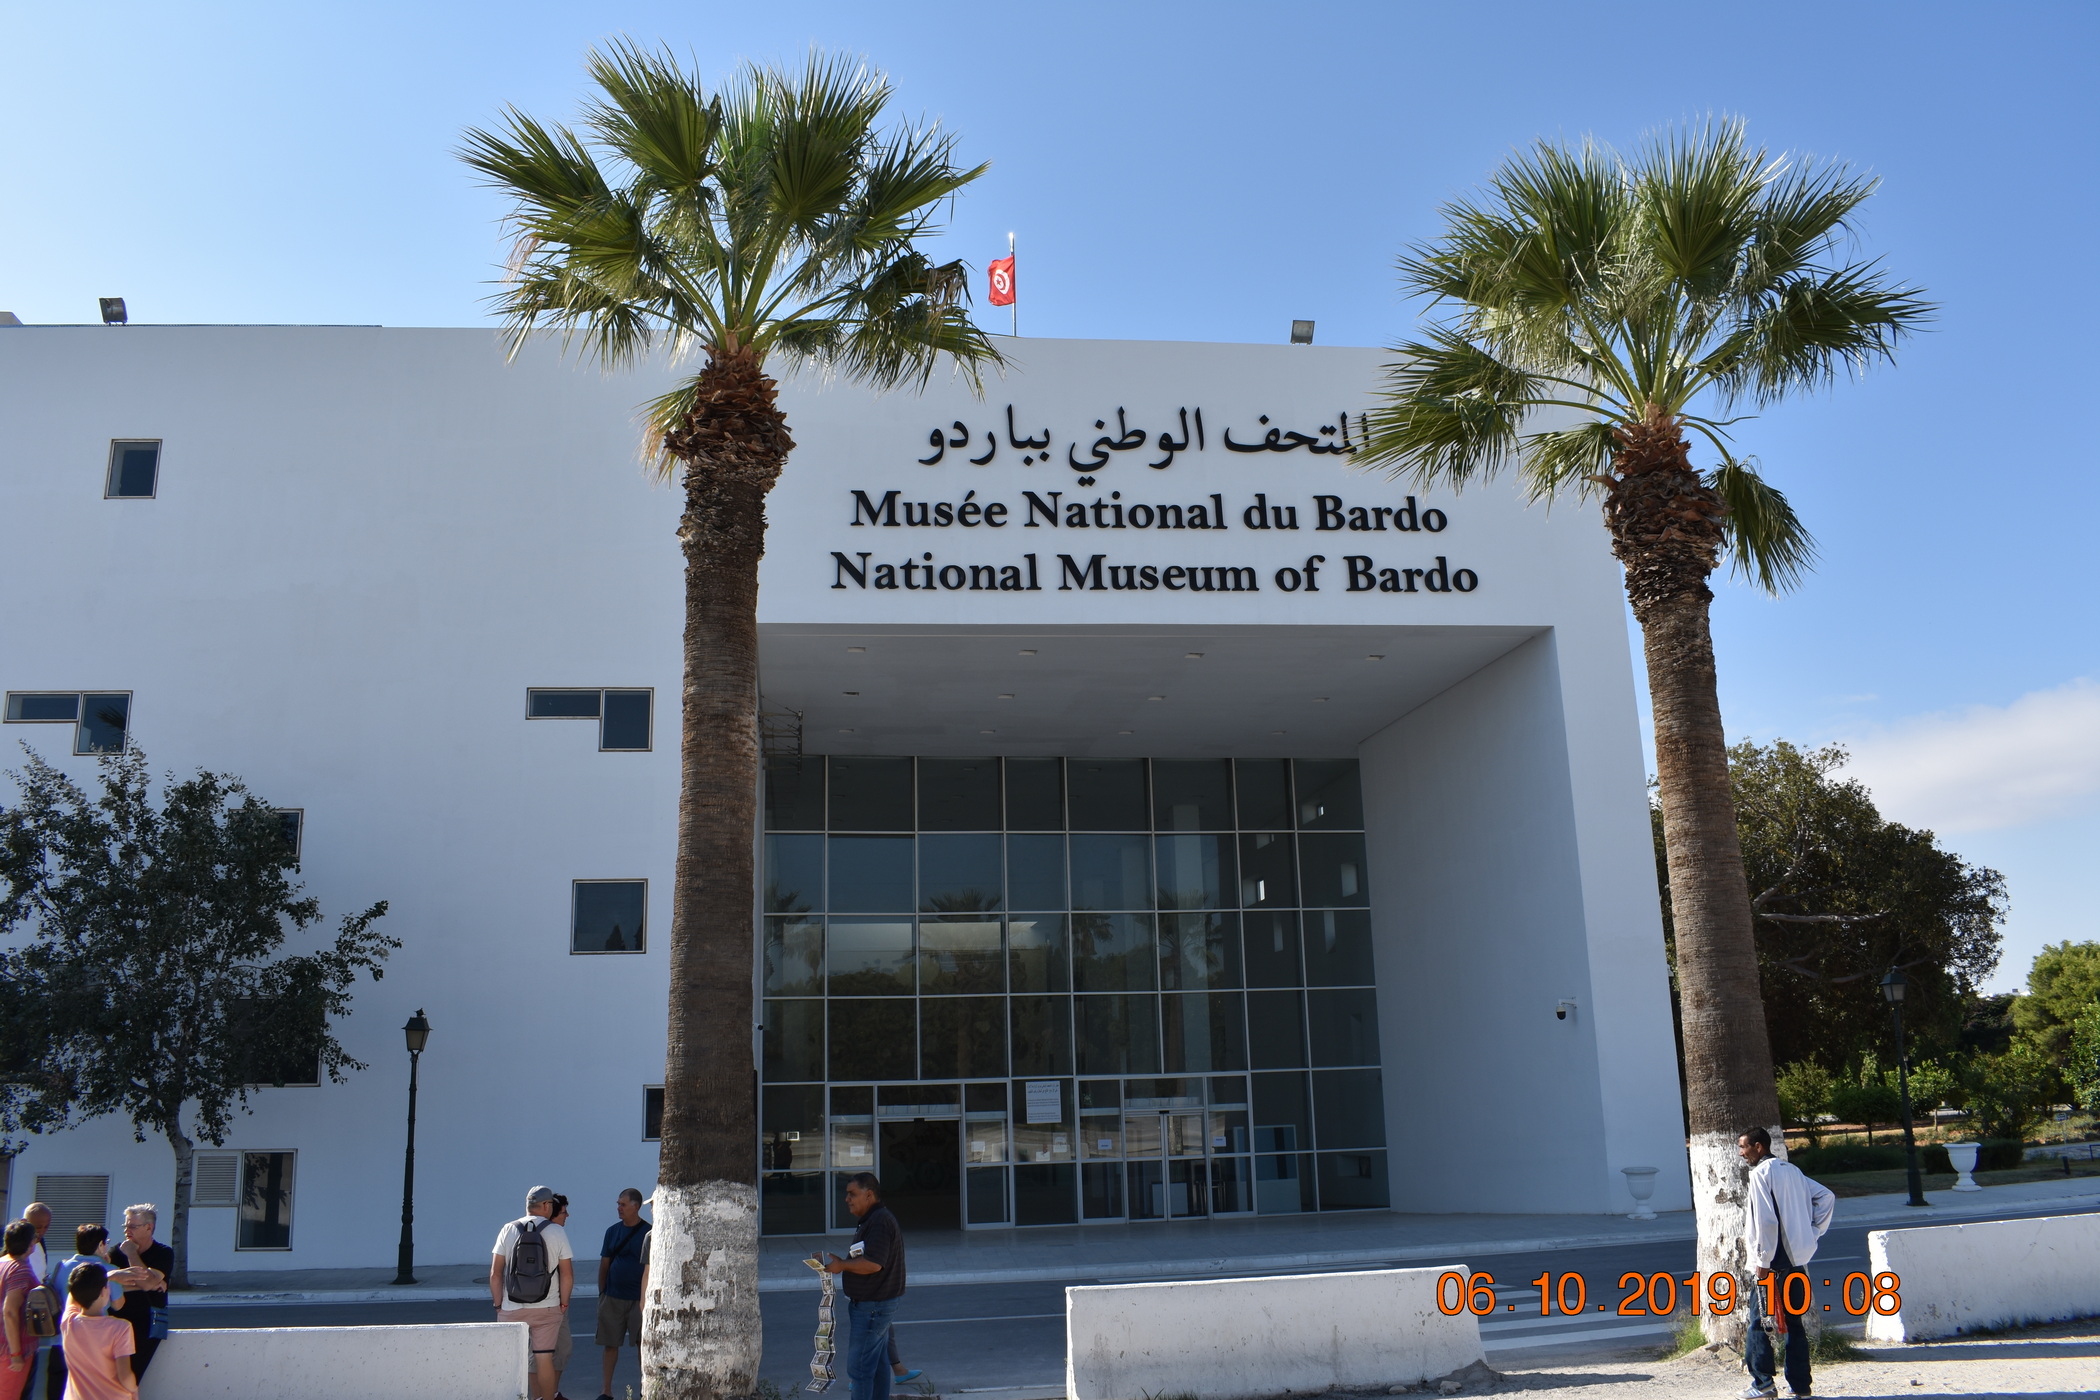 المتحف الوطني بباردو
Musée National du Bardo
National Museum of Bardo
06.10.2019 10:08